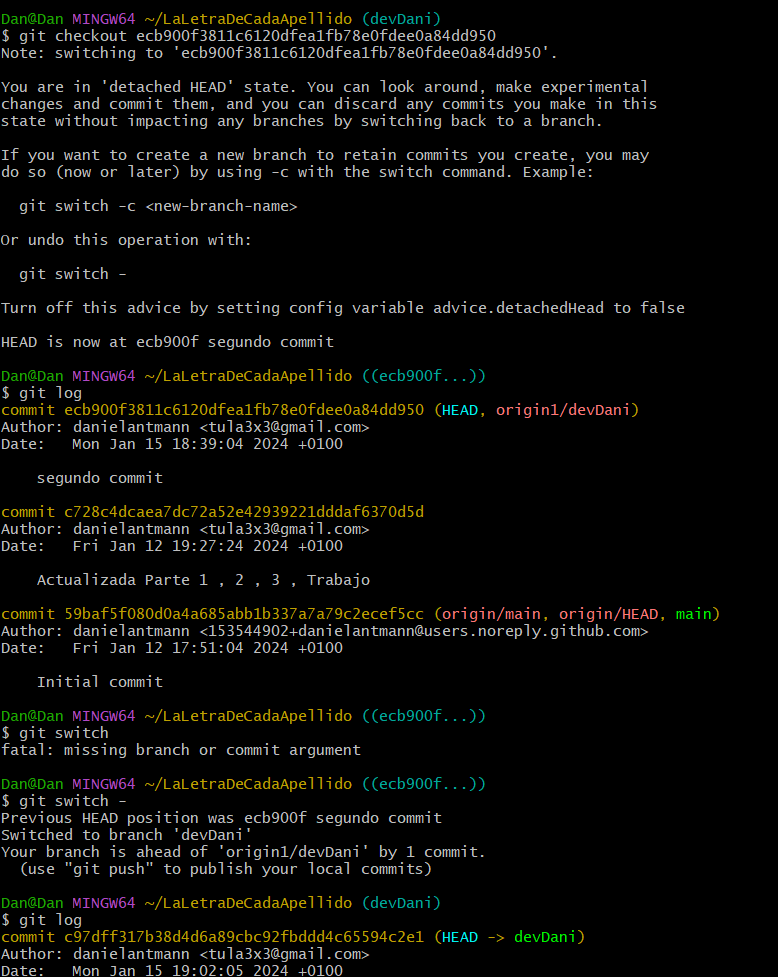 Dan@Dan MINGW64 ~/LaLetraDeCadaApellido (devDani)
$ git checkout ecb900f3811c6120dfea1fb78e0fdee0a84dd950
Note: switching to 'ecb900f3811c6120dfea1fb78e0fdee0a84dd950'.

You are in 'detached HEAD' state. You can look around, make experimental
changes and commit them, and you can discard any commits you make in this
state without impacting any branches by switching back to a branch.

If you want to create a new branch to retain commits you create, you may
do so (now or later) by using -c with the switch command. Example:

  git switch -c <new-branch-name>

Or undo this operation with:

  git switch -

Turn off this advice by setting config variable advice.detachedHead to false

HEAD is now at ecb900f segundo commit

Dan@Dan MINGW64 ~/LaLetraDeCadaApellido ((ecb900f...))
$ git log
commit ecb900f3811c6120dfea1fb78e0fdee0a84dd950 (HEAD, origin1/devDani)
Author: danielantmann <tula3x3@gmail.com>
Date:   Mon Jan 15 18:39:04 2024 +0100

    segundo commit

commit c728c4dcaea7dc72a52e42939221dddaf6370d5d
Author: danielantmann <tula3x3@gmail.com>
Date:   Fri Jan 12 19:27:24 2024 +0100

    Actualizada Parte 1 , 2 , 3 , Trabajo

commit 59baf5f080d0a4a685abb1b337a7a79c2ecef5cc (origin/main, origin/HEAD, main)
Author: danielantmann <153544902+danielantmann@users.noreply.github.com>
Date:   Fri Jan 12 17:51:04 2024 +0100

    Initial commit

Dan@Dan MINGW64 ~/LaLetraDeCadaApellido ((ecb900f...))
$ git switch
fatal: missing branch or commit argument

Dan@Dan MINGW64 ~/LaLetraDeCadaApellido ((ecb900f...))
$ git switch -
Previous HEAD position was ecb900f segundo commit
Switched to branch 'devDani'
Your branch is ahead of 'origin1/devDani' by 1 commit.
  (use "git push" to publish your local commits)

Dan@Dan MINGW64 ~/LaLetraDeCadaApellido (devDani)
$ git log
commit c97dff317b38d4d6a89cbc92fbddd4c65594c2e1 (HEAD -> devDani)
Author: danielantmann <tula3x3@gmail.com>
Date:   Mon Jan 15 19:02:05 2024 +0100